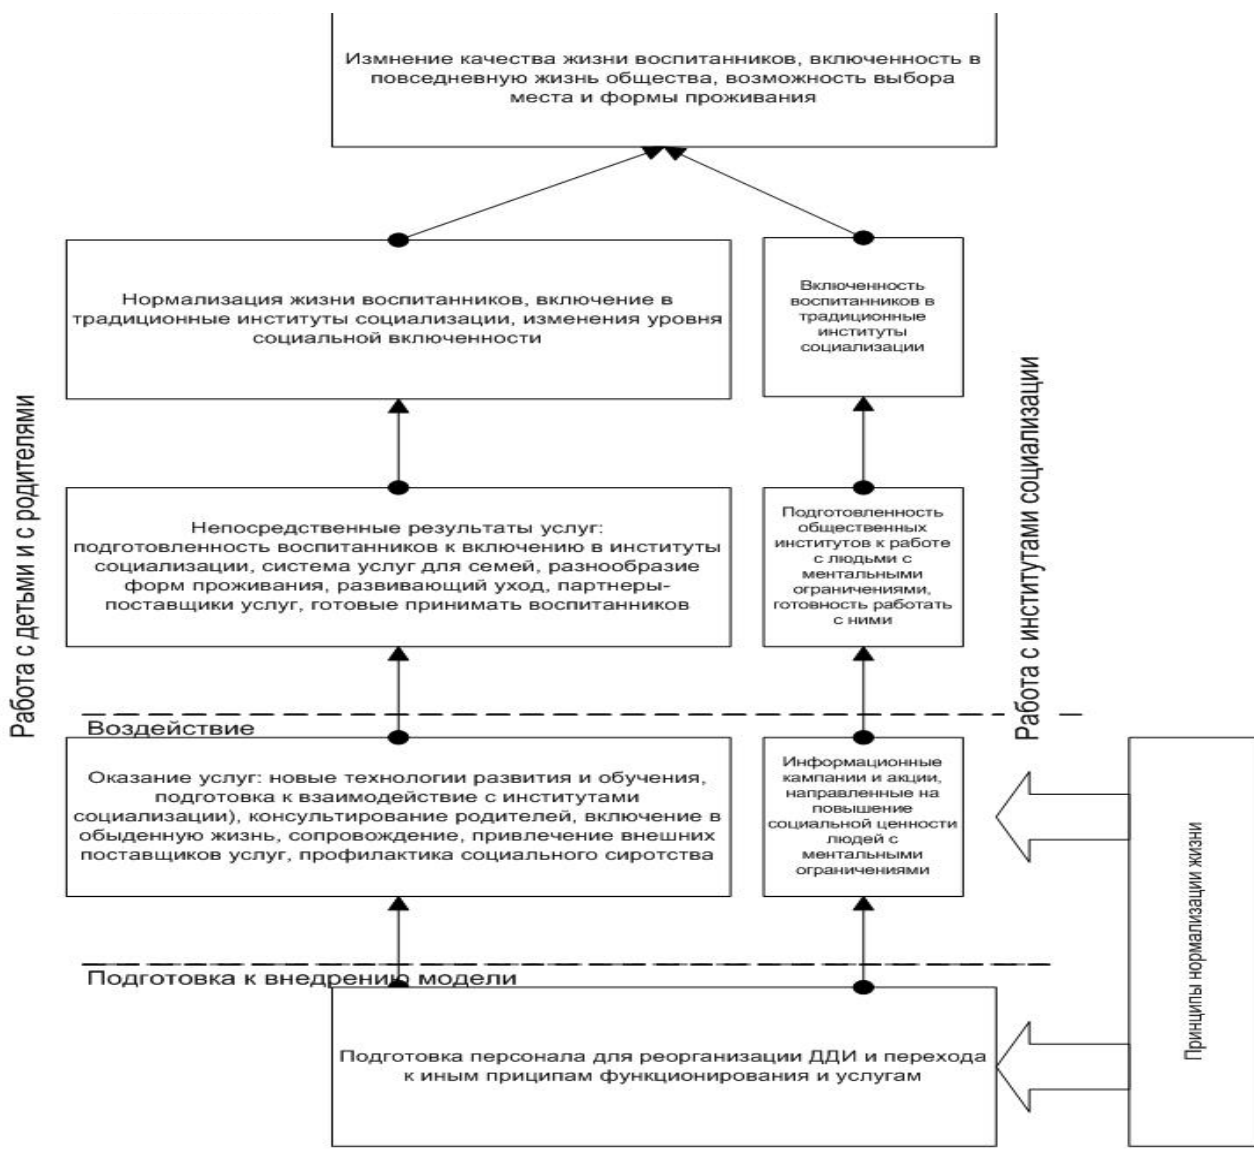 Измнение качества жизни воспитанников, включенность в
повседневную жизнь общества, возможность выбора
места и формы проживания
Нормализация жизни воспитанников, включение в
традиционные институты социализации, изменения уровня
социальной включенности
Включенность
воспитанников в
традиционные
институты
социализации
Работа с детьми и с родителями
Работа с институтами социализации
Непосредственные результаты услуг:
подготовленность воспитанников к включению в институты
социализации, система услуг для семей, разнообразие
форм проживания, развивающий уход, партнеры-
поставщики услуг, готовые принимать воспитанников
Подготовленность
общественных
институтов к работе
с людьми с
ментальными
ограничениями,
готовность работать
с ними
Воздействие
Оказание услуг: новые технологии развития и обучения,
подготовка к взаимодействие с институтами
социализации), консультирование родителей, включение в
обыденную жизнь, сопровождение, привлечение внешних
поставщиков услуг, профилактика социального сиротства
Информационные
кампании и акции,
направленные на
повышение
социальной ценности
людей с
ментальными
ограничениями
Принципы нормализации жизни
Подготовка к внедрению модели
Подготовка персонала для реорганизации ДДИ и перехода
к иным приципам функционирования и услугам